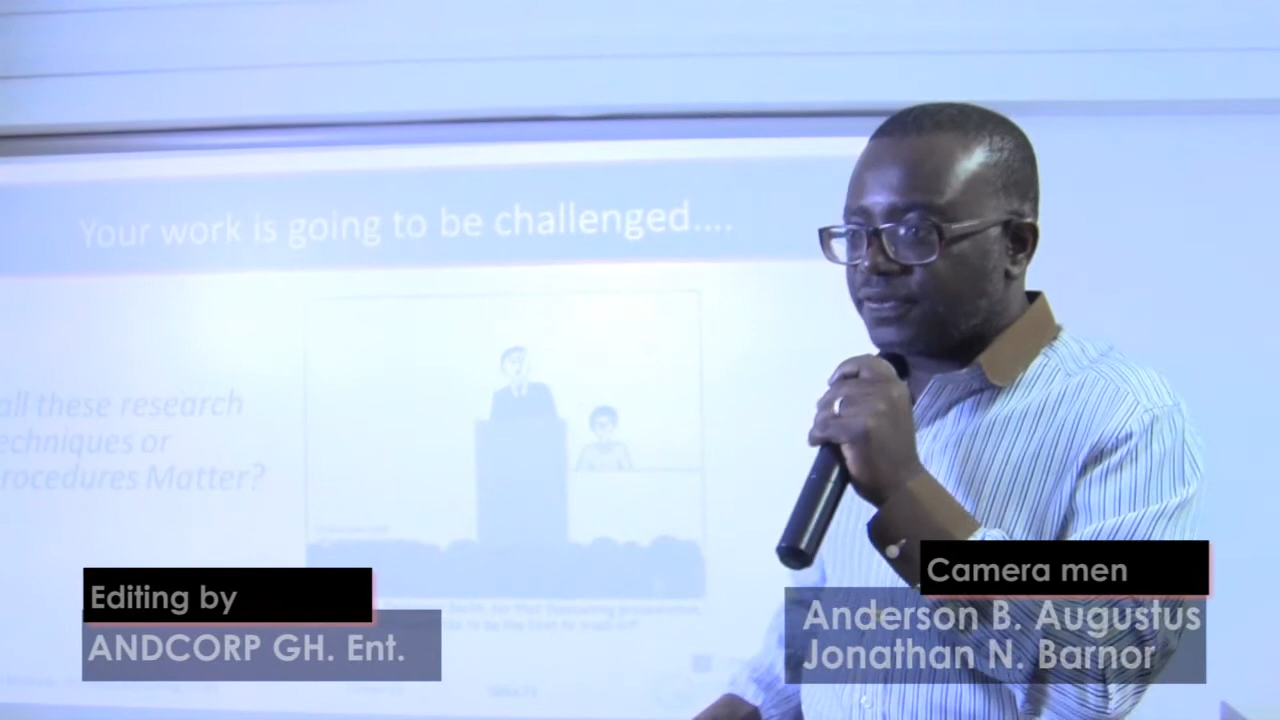 Your work is going to be challenged....
all these research
echniques or
rocedures Matter?
Editing by
ANDCORP GH. Ent.
Camera men
Anderson B. Augustus
Jonathan N. Barnor